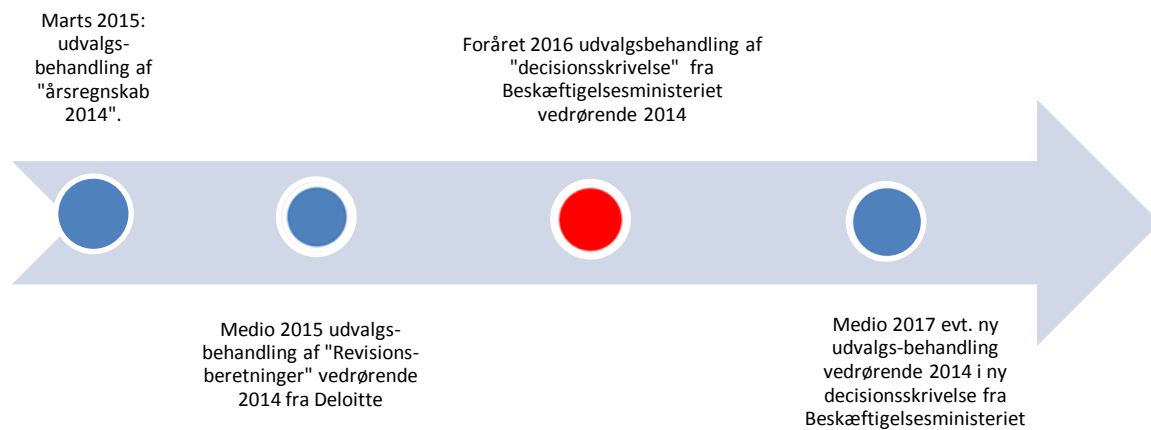 Marts 2015:
udvalgs-
behandling af
"årsregnskab
2014".
Medio 2015 udvalgs-
behandling af "Revisions-
beretninger" vedrørende
2014 fra Deloitte
Foråret 2016 udvalgsbehandling af
"decisionsskrivelse" fra
Beskæftigelsesministeriet
vedrørende 2014
Medio 2017 evt. ny
udvalgs-behandling
vedrørende 2014 i ny
decisionsskrivelse fra
Beskæftigelsesministeriet